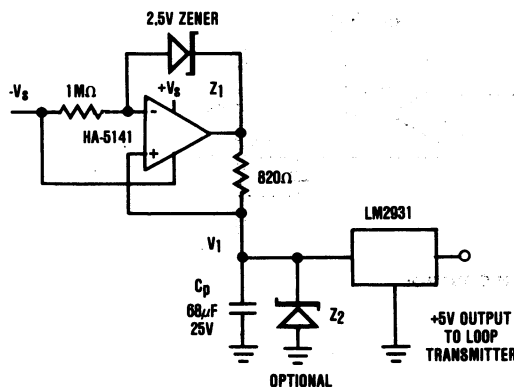 2.5V ZENER
Z1
-Vs
1MΩ
+Vs
-
HA-5141
+
820Ω
LM2931
V1
Cp
68μF
25V
Z2
+5V OUTPUT
TO LOOP
TRANSMITTER
OPTIONAL